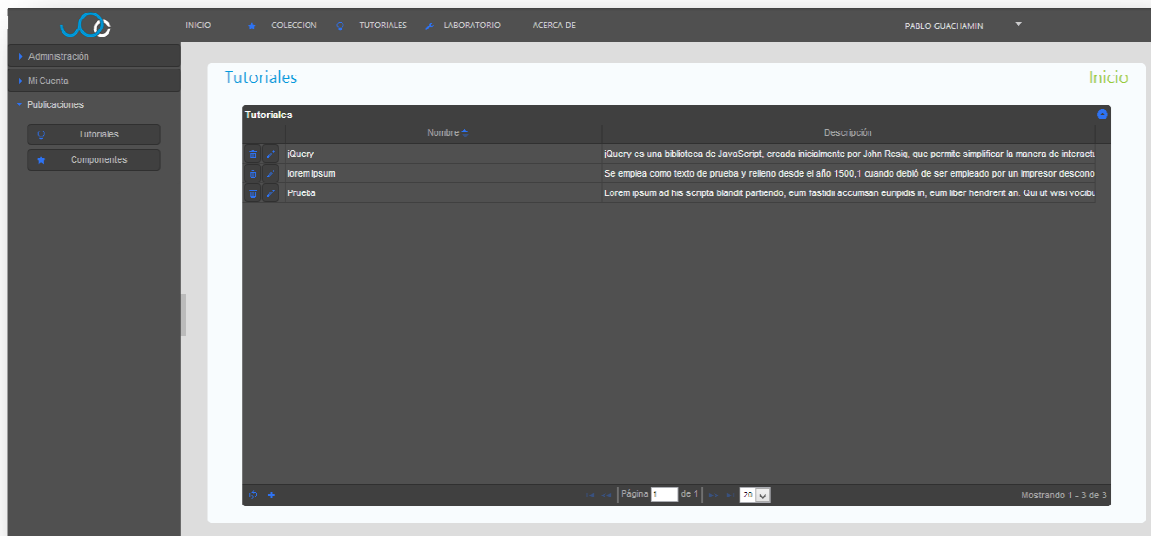 INICIO COLECCION TUTORIALES LABORATORIO ACERCA DE PABLO GUACHAMIN
Administración
Mi Cuenta
Publicaciones
Tutoriales
Componentes
Tutoriales Inicio
Tutoriales
Nombre Descripción
jQuery jQuery es una biblioteca de JavaScript, creada inicialmente por John Resig, que permite simplificar la manera de interactu
lorem ipsum Se emplea como texto de prueba y relleno desde el año 1500,1 cuando debió de ser empleado por un impresor descono
Prueba Lorem ipsum ad his scripta blandit partiendo, eum fastidii accumsan euripidis in, eum liber hendrerit an. Qui ut wisi vocibu
Página 1 de 1 20 Mostrando 1 - 3 de 3